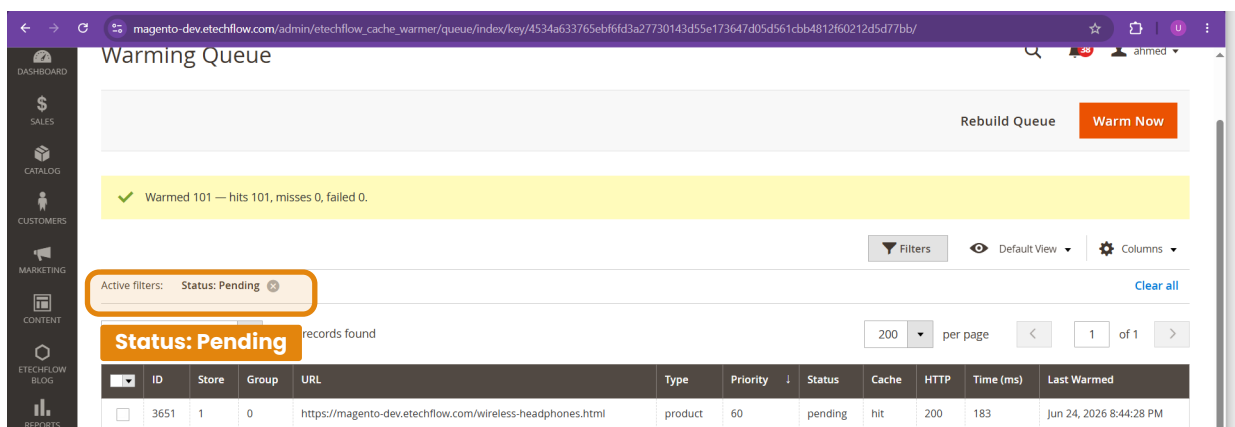 magento-dev.etechflow.com/admin/etechflow_cache_warmer/queue/index/key/4534a633765ebf6fd3a27730143d55e173647d05d561cbb4812f60212d5d77bb/
U
DASHBOARD
Warming Queue
38
ahmed
SALES
Rebuild Queue
Warm Now
CATALOG
Warmed 101 — hits 101, misses 0, failed 0.
CUSTOMERS
Filters
Default View
Columns
MARKETING
Active filters: Status: Pending
Clear all
CONTENT
Status: Pending
records found
200 per page
1 of 1
ETECHFLOW
BLOG
ID Store Group URL Type Priority ↓ Status Cache HTTP Time (ms) Last Warmed
3651 1 0 https://magento-dev.etechflow.com/wireless-headphones.html product 60 pending hit 200 183 Jun 24, 2026 8:44:28 PM
REPORTS